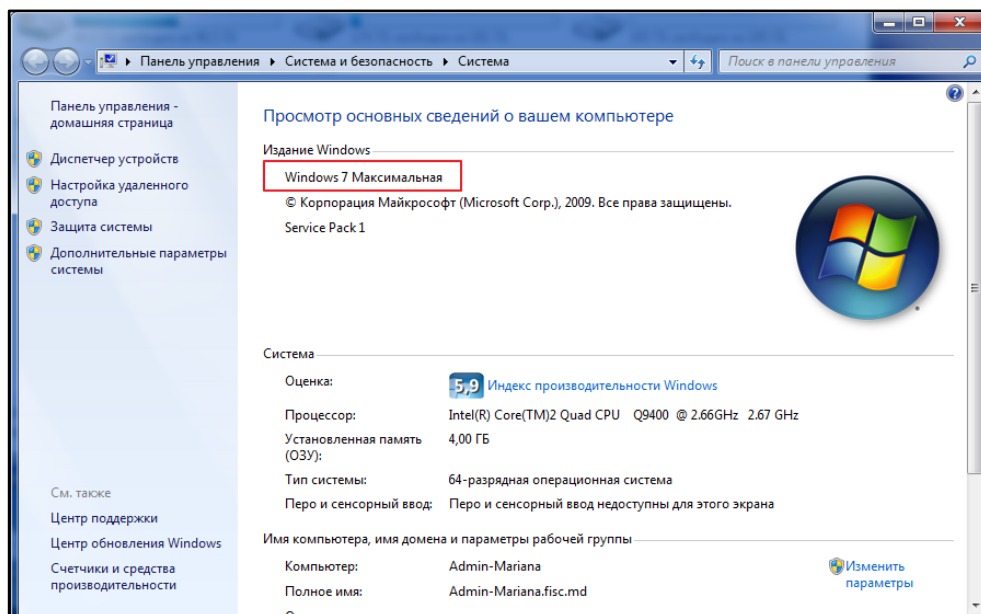 Панель управления ▸ Система и безопасность ▸ Система
Поиск в панели управления
Панель управления -
домашняя страница
Диспетчер устройств
Настройка удаленного
доступа
Защита системы
Дополнительные параметры
системы
См. также
Центр поддержки
Центр обновления Windows
Счетчики и средства
производительности
Просмотр основных сведений о вашем компьютере
Издание Windows
Windows 7 Максимальная
© Корпорация Майкрософт (Microsoft Corp.), 2009. Все права защищены.
Service Pack 1
Система
Оценка: 5,9 Индекс производительности Windows
Процессор: Intel(R) Core(TM)2 Quad CPU Q9400 @ 2.66GHz 2.67 GHz
Установленная память 4,00 ГБ
(ОЗУ):
Тип системы: 64-разрядная операционная система
Перо и сенсорный ввод: Перо и сенсорный ввод недоступны для этого экрана
Имя компьютера, имя домена и параметры рабочей группы
Компьютер: Admin-Mariana Изменить
параметры
Полное имя: Admin-Mariana.fisc.md